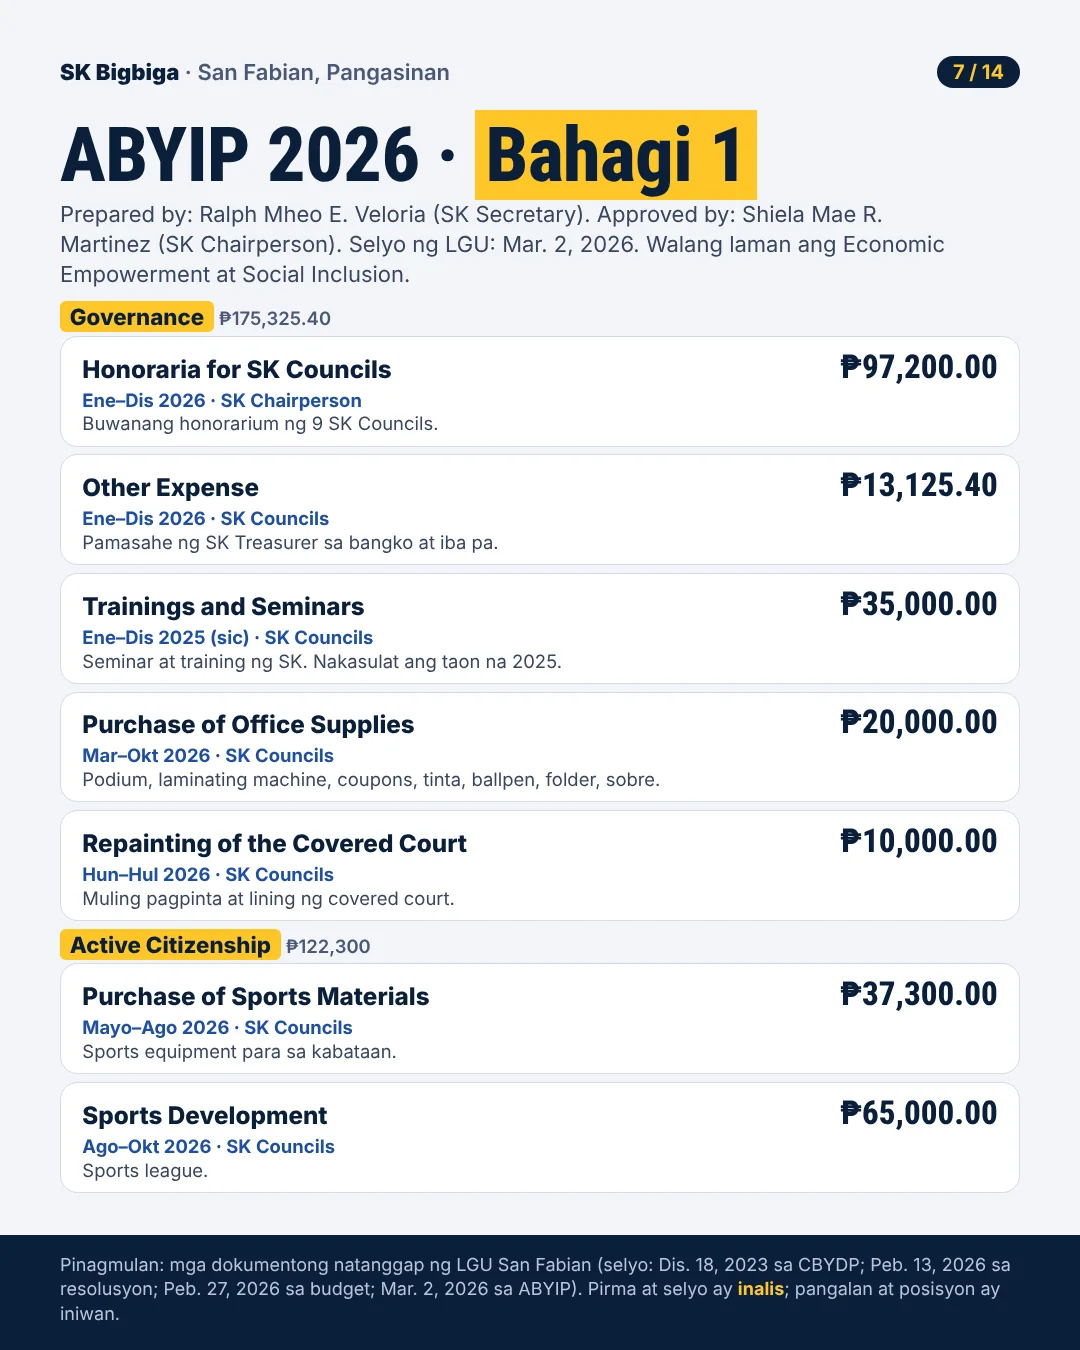 SK Bigbiga · San Fabian, Pangasinan
7 / 14
ABYIP 2026 · Bahagi 1
Prepared by: Ralph Mheo E. Veloria (SK Secretary). Approved by: Shiela Mae R.
Martinez (SK Chairperson). Selyo ng LGU: Mar. 2, 2026. Walang laman ang Economic
Empowerment at Social Inclusion.
Governance ₱175,325.40
Honoraria for SK Councils ₱97,200.00
Ene–Dis 2026 · SK Chairperson
Buwanang honorarium ng 9 SK Councils.
Other Expense ₱13,125.40
Ene–Dis 2026 · SK Councils
Pamasahe ng SK Treasurer sa bangko at iba pa.
Trainings and Seminars ₱35,000.00
Ene–Dis 2025 (sic) · SK Councils
Seminar at training ng SK. Nakasulat ang taon na 2025.
Purchase of Office Supplies ₱20,000.00
Mar–Okt 2026 · SK Councils
Podium, laminating machine, coupons, tinta, ballpen, folder, sobre.
Repainting of the Covered Court ₱10,000.00
Hun–Hul 2026 · SK Councils
Muling pagpinta at lining ng covered court.
Active Citizenship ₱122,300
Purchase of Sports Materials ₱37,300.00
Mayo–Ago 2026 · SK Councils
Sports equipment para sa kabataan.
Sports Development ₱65,000.00
Ago–Okt 2026 · SK Councils
Sports league.
Pinagmulan: mga dokumentong natanggap ng LGU San Fabian (selyo: Dis. 18, 2023 sa CBYDP; Peb. 13, 2026 sa
resolusyon; Peb. 27, 2026 sa budget; Mar. 2, 2026 sa ABYIP). Pirma at selyo ay inalis; pangalan at posisyon ay
iniwan.